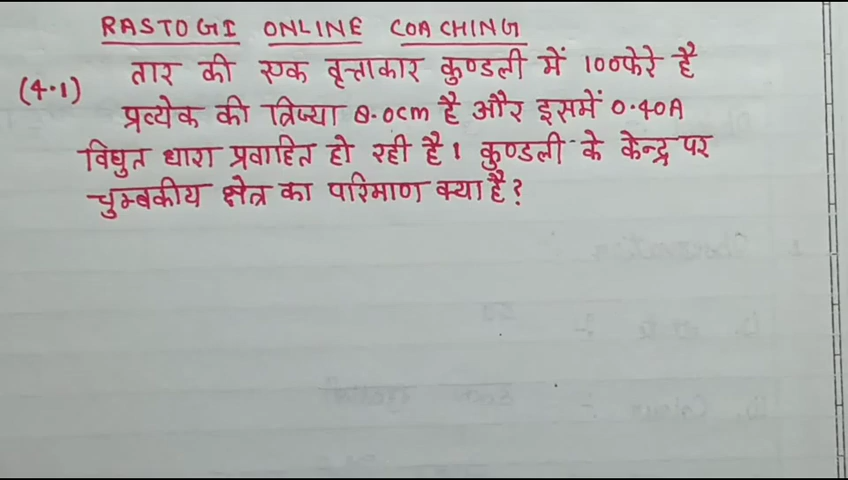 RASTOGI ONLINE COACHING
(4.1) तार की एक वृत्ताकार कुण्डली में 100फेरे है
प्रत्येक की त्रिज्या 8.0cm है और इसमें 0.40A
विधुत धारा प्रवाहित हो रही है। कुण्डली के केन्द्र पर
चुम्बकीय क्षेत्र का परिमाण क्या है?